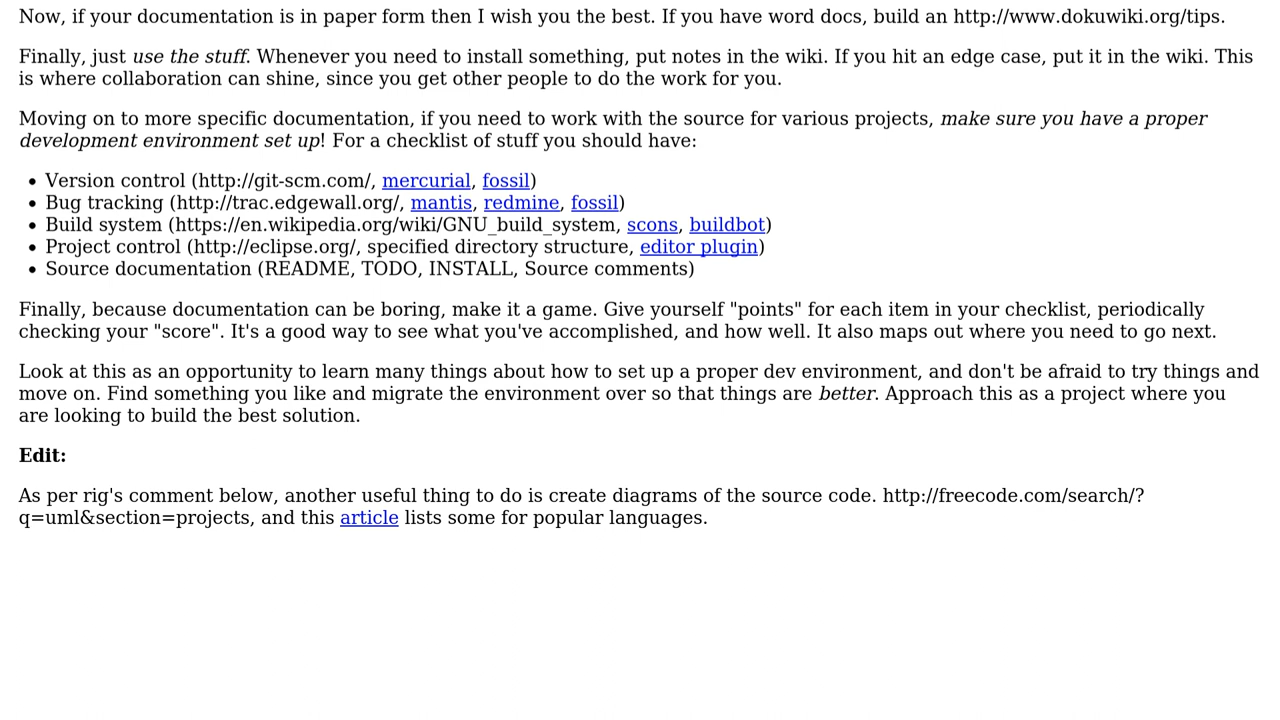 Now, if your documentation is in paper form then I wish you the best. If you have word docs, build an http://www.dokuwiki.org/tips.
Finally, just use the stuff. Whenever you need to install something, put notes in the wiki. If you hit an edge case, put it in the wiki. This
is where collaboration can shine, since you get other people to do the work for you.
Moving on to more specific documentation, if you need to work with the source for various projects, make sure you have a proper
development environment set up! For a checklist of stuff you should have:
• Version control (http://git-scm.com/, mercurial, fossil)
• Bug tracking (http://trac.edgewall.org/, mantis, redmine, fossil)
• Build system (https://en.wikipedia.org/wiki/GNU_build_system, scons, buildbot)
• Project control (http://eclipse.org/, specified directory structure, editor plugin)
• Source documentation (README, TODO, INSTALL, Source comments)
Finally, because documentation can be boring, make it a game. Give yourself "points" for each item in your checklist, periodically
checking your "score". It's a good way to see what you've accomplished, and how well. It also maps out where you need to go next.
Look at this as an opportunity to learn many things about how to set up a proper dev environment, and don't be afraid to try things and
move on. Find something you like and migrate the environment over so that things are better. Approach this as a project where you
are looking to build the best solution.
Edit:
As per rig's comment below, another useful thing to do is create diagrams of the source code. http://freecode.com/search/?
q=uml&section=projects, and this article lists some for popular languages.